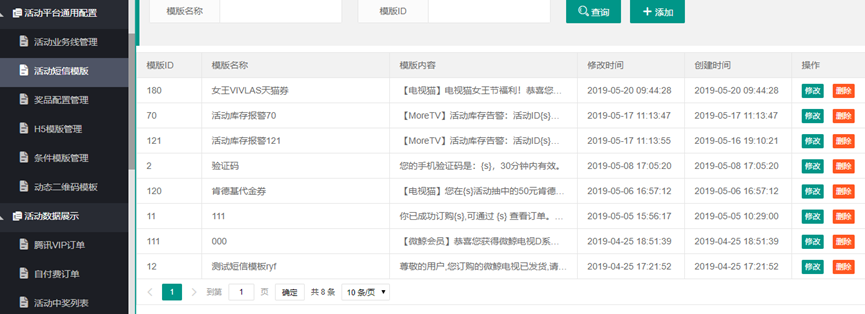 活动平台通用配置
活动业务线管理
活动短信模版
奖品配置管理
H5模版管理
条件模版管理
动态二维码模板
活动数据展示
腾讯VIP订单
自付费订单
活动中奖列表
模版名称 模版ID 查询 添加
模版ID 模版名称 模版内容 修改时间 创建时间 操作
180 女王VIVLAS天猫券 【电视猫】电视猫女王节福利！恭喜您... 2019-05-20 09:44:28 2019-05-20 09:44:28 修改 删除
70 活动库存报警70 【MoreTV】活动库存告警：活动ID{s}... 2019-05-17 11:13:47 2019-05-17 11:13:47 修改 删除
121 活动库存报警121 【MoreTV】活动库存告警：活动ID{s}... 2019-05-17 11:13:55 2019-05-16 19:10:21 修改 删除
2 验证码 您的手机验证码是：{s}，30分钟内有效。 2019-05-08 17:05:20 2019-05-08 17:05:20 修改 删除
120 肯德基代金券 【电视猫】您在{s}活动抽中的50元肯德... 2019-05-06 16:57:12 2019-05-06 16:57:12 修改 删除
11 111 你已成功订购{s},可通过 {s} 查看订单。... 2019-05-05 15:56:17 2019-05-05 10:29:00 修改 删除
111 000 【微鲸会员】恭喜您获得微鲸电视D系... 2019-04-25 18:51:39 2019-04-25 18:51:39 修改 删除
12 测试短信模板ryf 尊敬的用户,您订购的微鲸电视已发货,请... 2019-04-25 17:21:52 2019-04-25 17:21:52 修改 删除
1 到第 1 页 确定 共 8 条 10 条/页